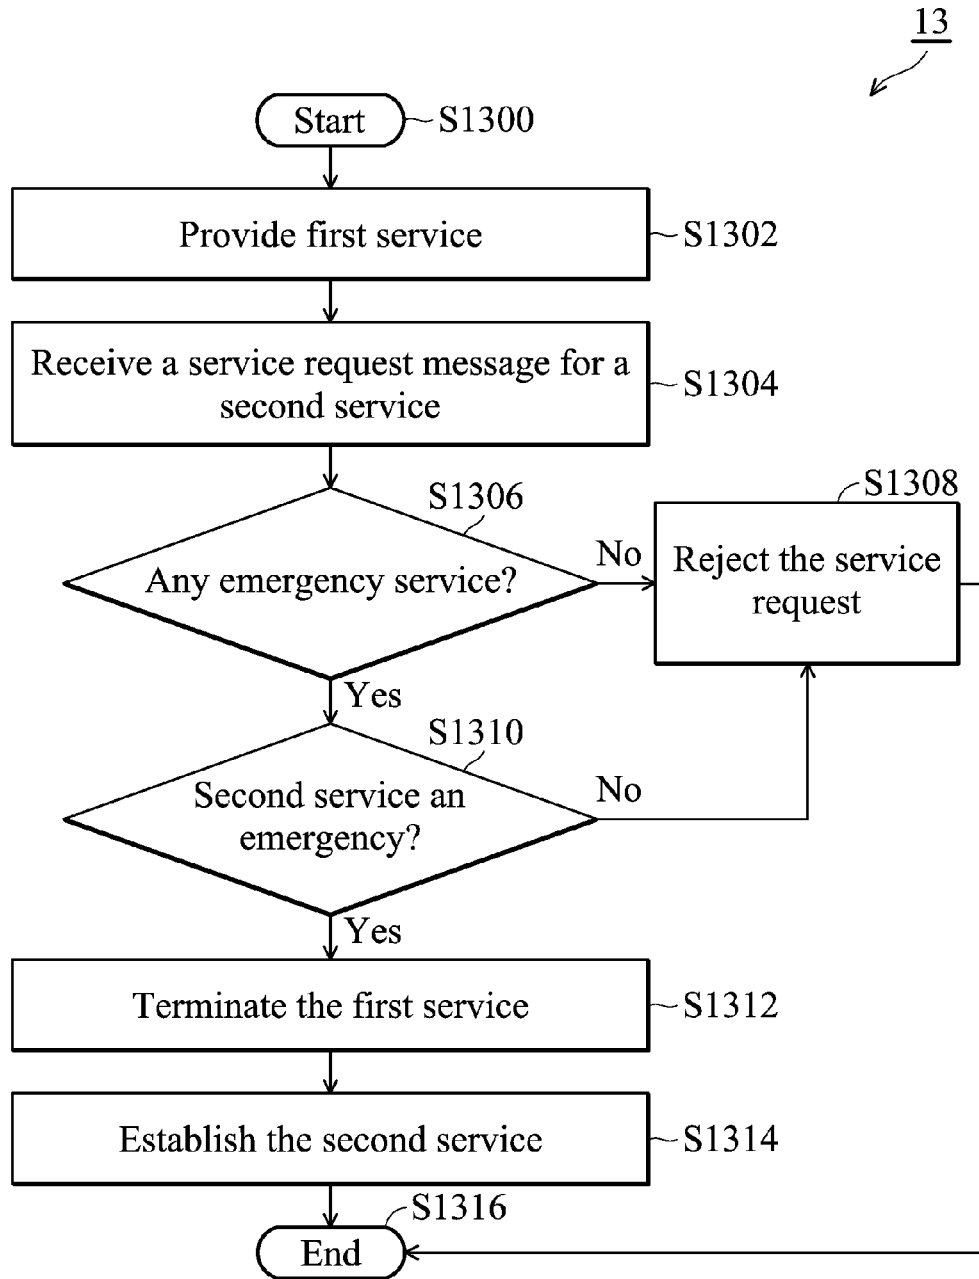 13
Start
S1300
Provide first service
S1302
Receive a service request message for a
second service
S1304
S1306
Any emergency service?
No
S1308
Reject the service
request
Yes
S1310
Second service an
emergency?
No
Yes
Terminate the first service
S1312
Establish the second service
S1314
S1316
End